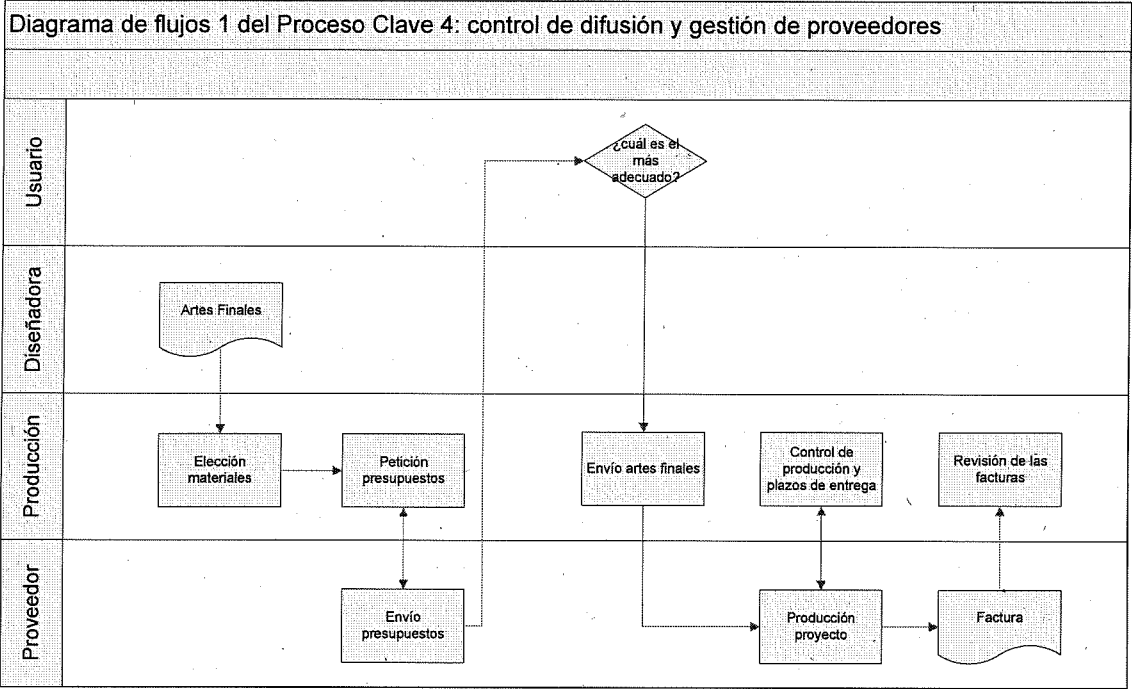 Diagrama de flujos 1 del Proceso Clave 4: control de difusión y gestión de proveedores
Usuario
¿cuál es el
más
adecuado?
Diseñadora
Artes Finales
Producción
Elección
materiales
Petición
presupuestos
Envío artes finales
Control de
producción y
plazos de entrega
Revisión de las
facturas
Proveedor
Envío
presupuestos
Producción
proyecto
Factura